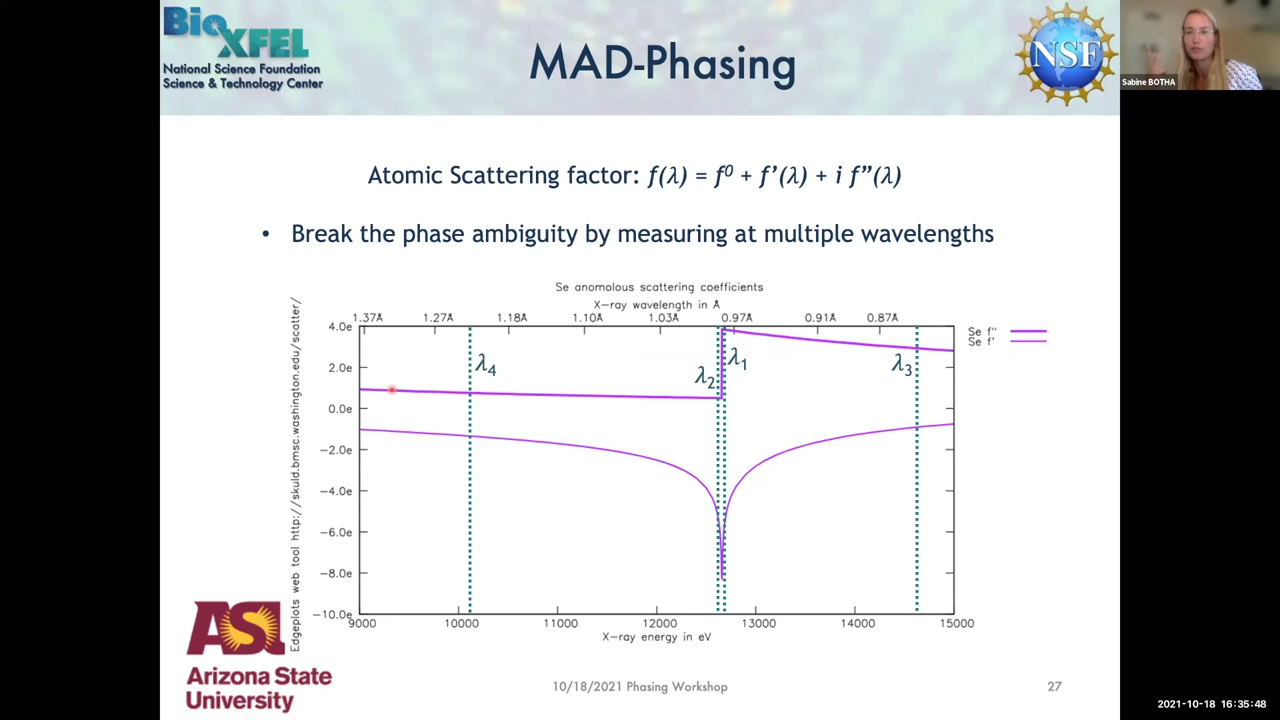 BioXFEL
National Science Foundation
Science & Technology Center
MAD-Phasing
NSF
Sabine BOTHA
Atomic Scattering factor: f(λ) = f⁰ + f’(λ) + i f”(λ)
• Break the phase ambiguity by measuring at multiple wavelengths
Se anomolous scattering coefficients
X-ray wavelength in Å
1.37Å 1.27Å 1.18Å 1.10Å 1.03Å 0.97Å 0.91Å 0.87Å
4.0e
2.0e
0.0e
-2.0e
-4.0e
-6.0e
-8.0e
-10.0e
λ4
λ2
λ1
λ3
Se f"
Se f'
Edgeplots web tool http://skuld.bmsc.washington.edu/scatter/
9000 10000 11000 12000 13000 14000 15000
X-ray energy in eV
ASU
Arizona State
University
10/18/2021 Phasing Workshop
27
2021-10-18 16:35:48